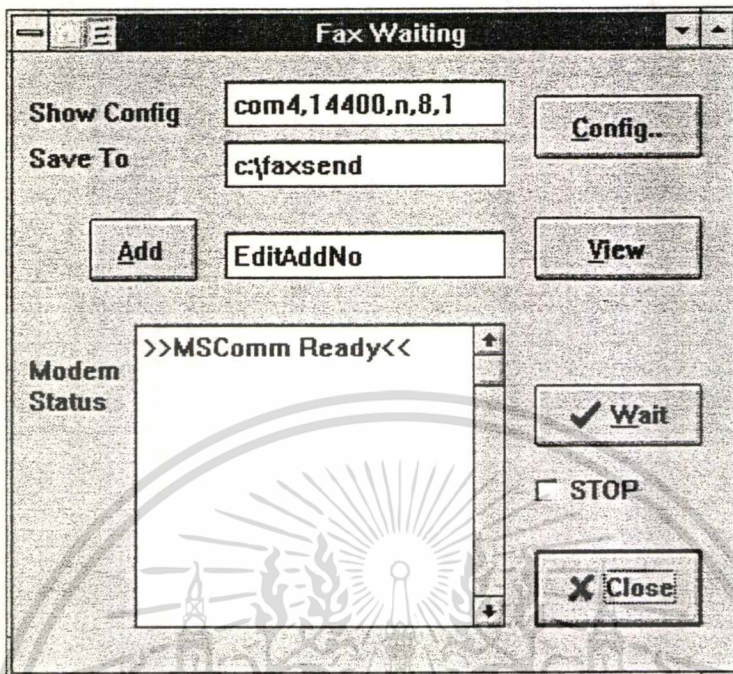 Fax Waiting
Show Config com4,14400,n,8,1 Config..
Save To c:\faxsend
Add EditAddNo View
Modem Status >>MSComm Ready<<
Wait
STOP
Close